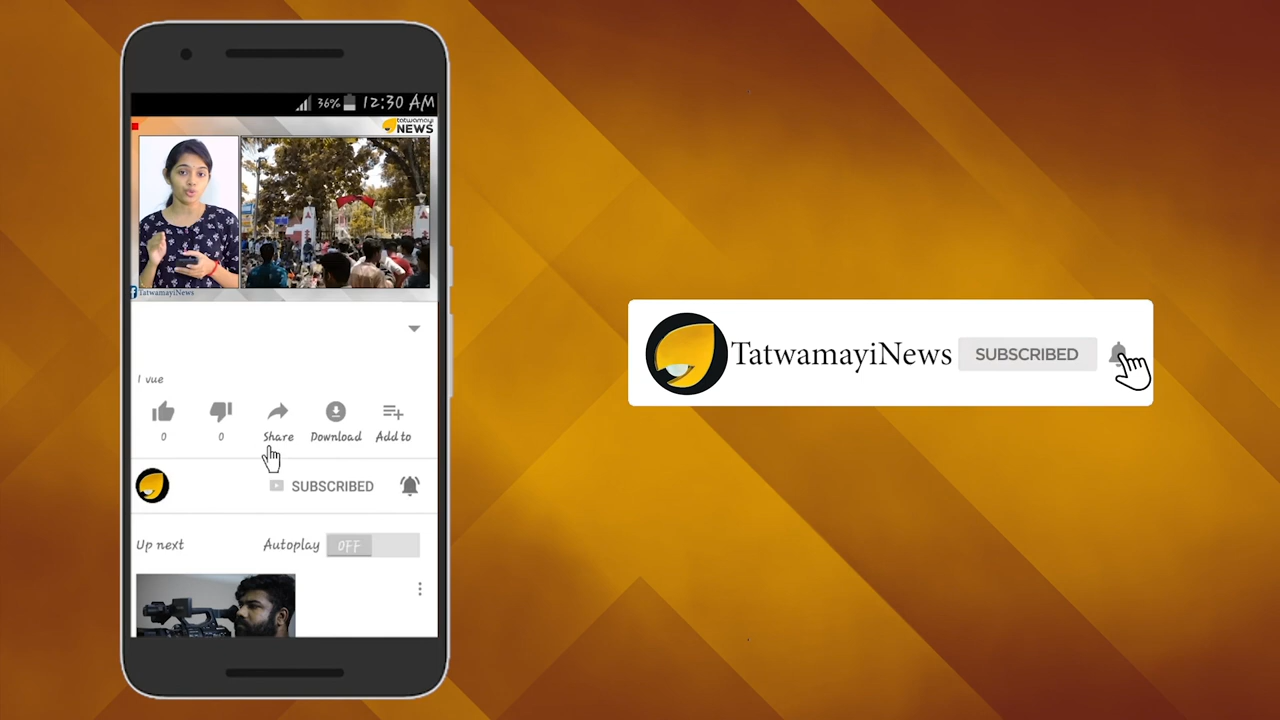 36% 12:30 AM
tatwamayi
NEWS
TatwamayiNews
1 vue
0 0 Share Download Add to
SUBSCRIBED
Up next Autoplay OFF
TatwamayiNews SUBSCRIBED